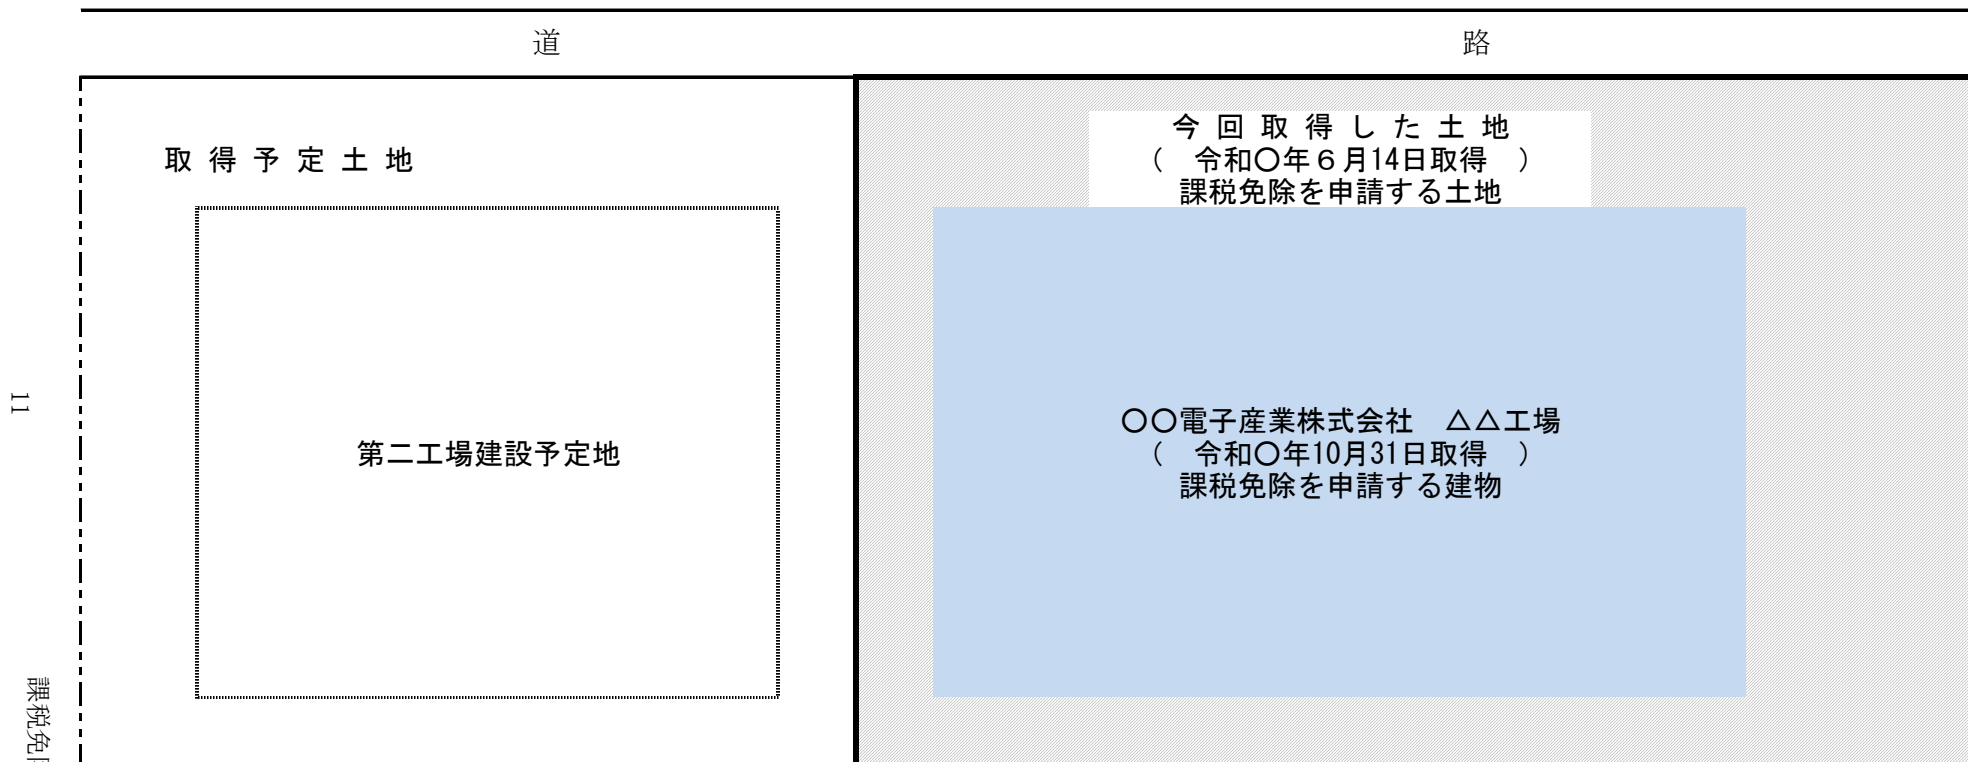 道　路
取 得 予 定 土 地
今 回 取 得 し た 土 地
（　令和〇年６月14日取得　）
課税免除を申請する土地
第二工場建設予定地
〇〇電子産業株式会社　△△工場
（　令和〇年10月31日取得　）
課税免除を申請する建物
11
課税免